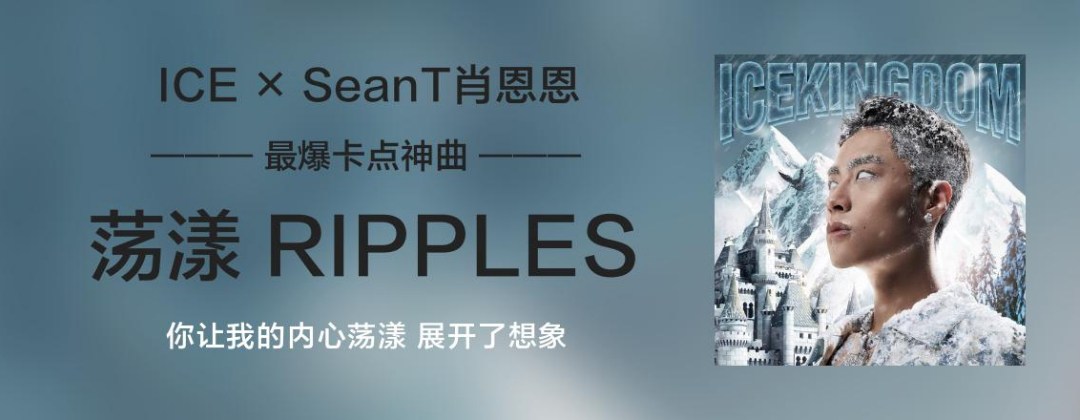 ICE × SeanT肖恩恩
——— 最爆卡点神曲 ———
荡漾 RIPPLES
你让我的内心荡漾 展开了想象
ICEKINGDOM